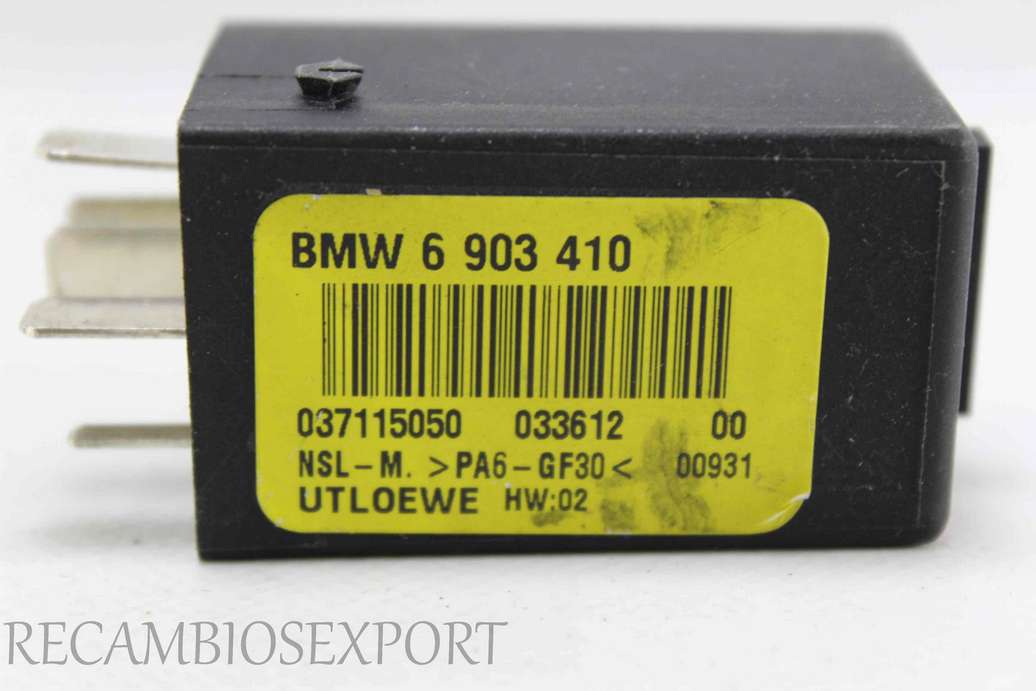 BMW 6 903 410
037115050 033612 00
NSL-M. >PA6-GF30< 00931
UTLOEWE HW:02
RECAMBIOSEXPORT